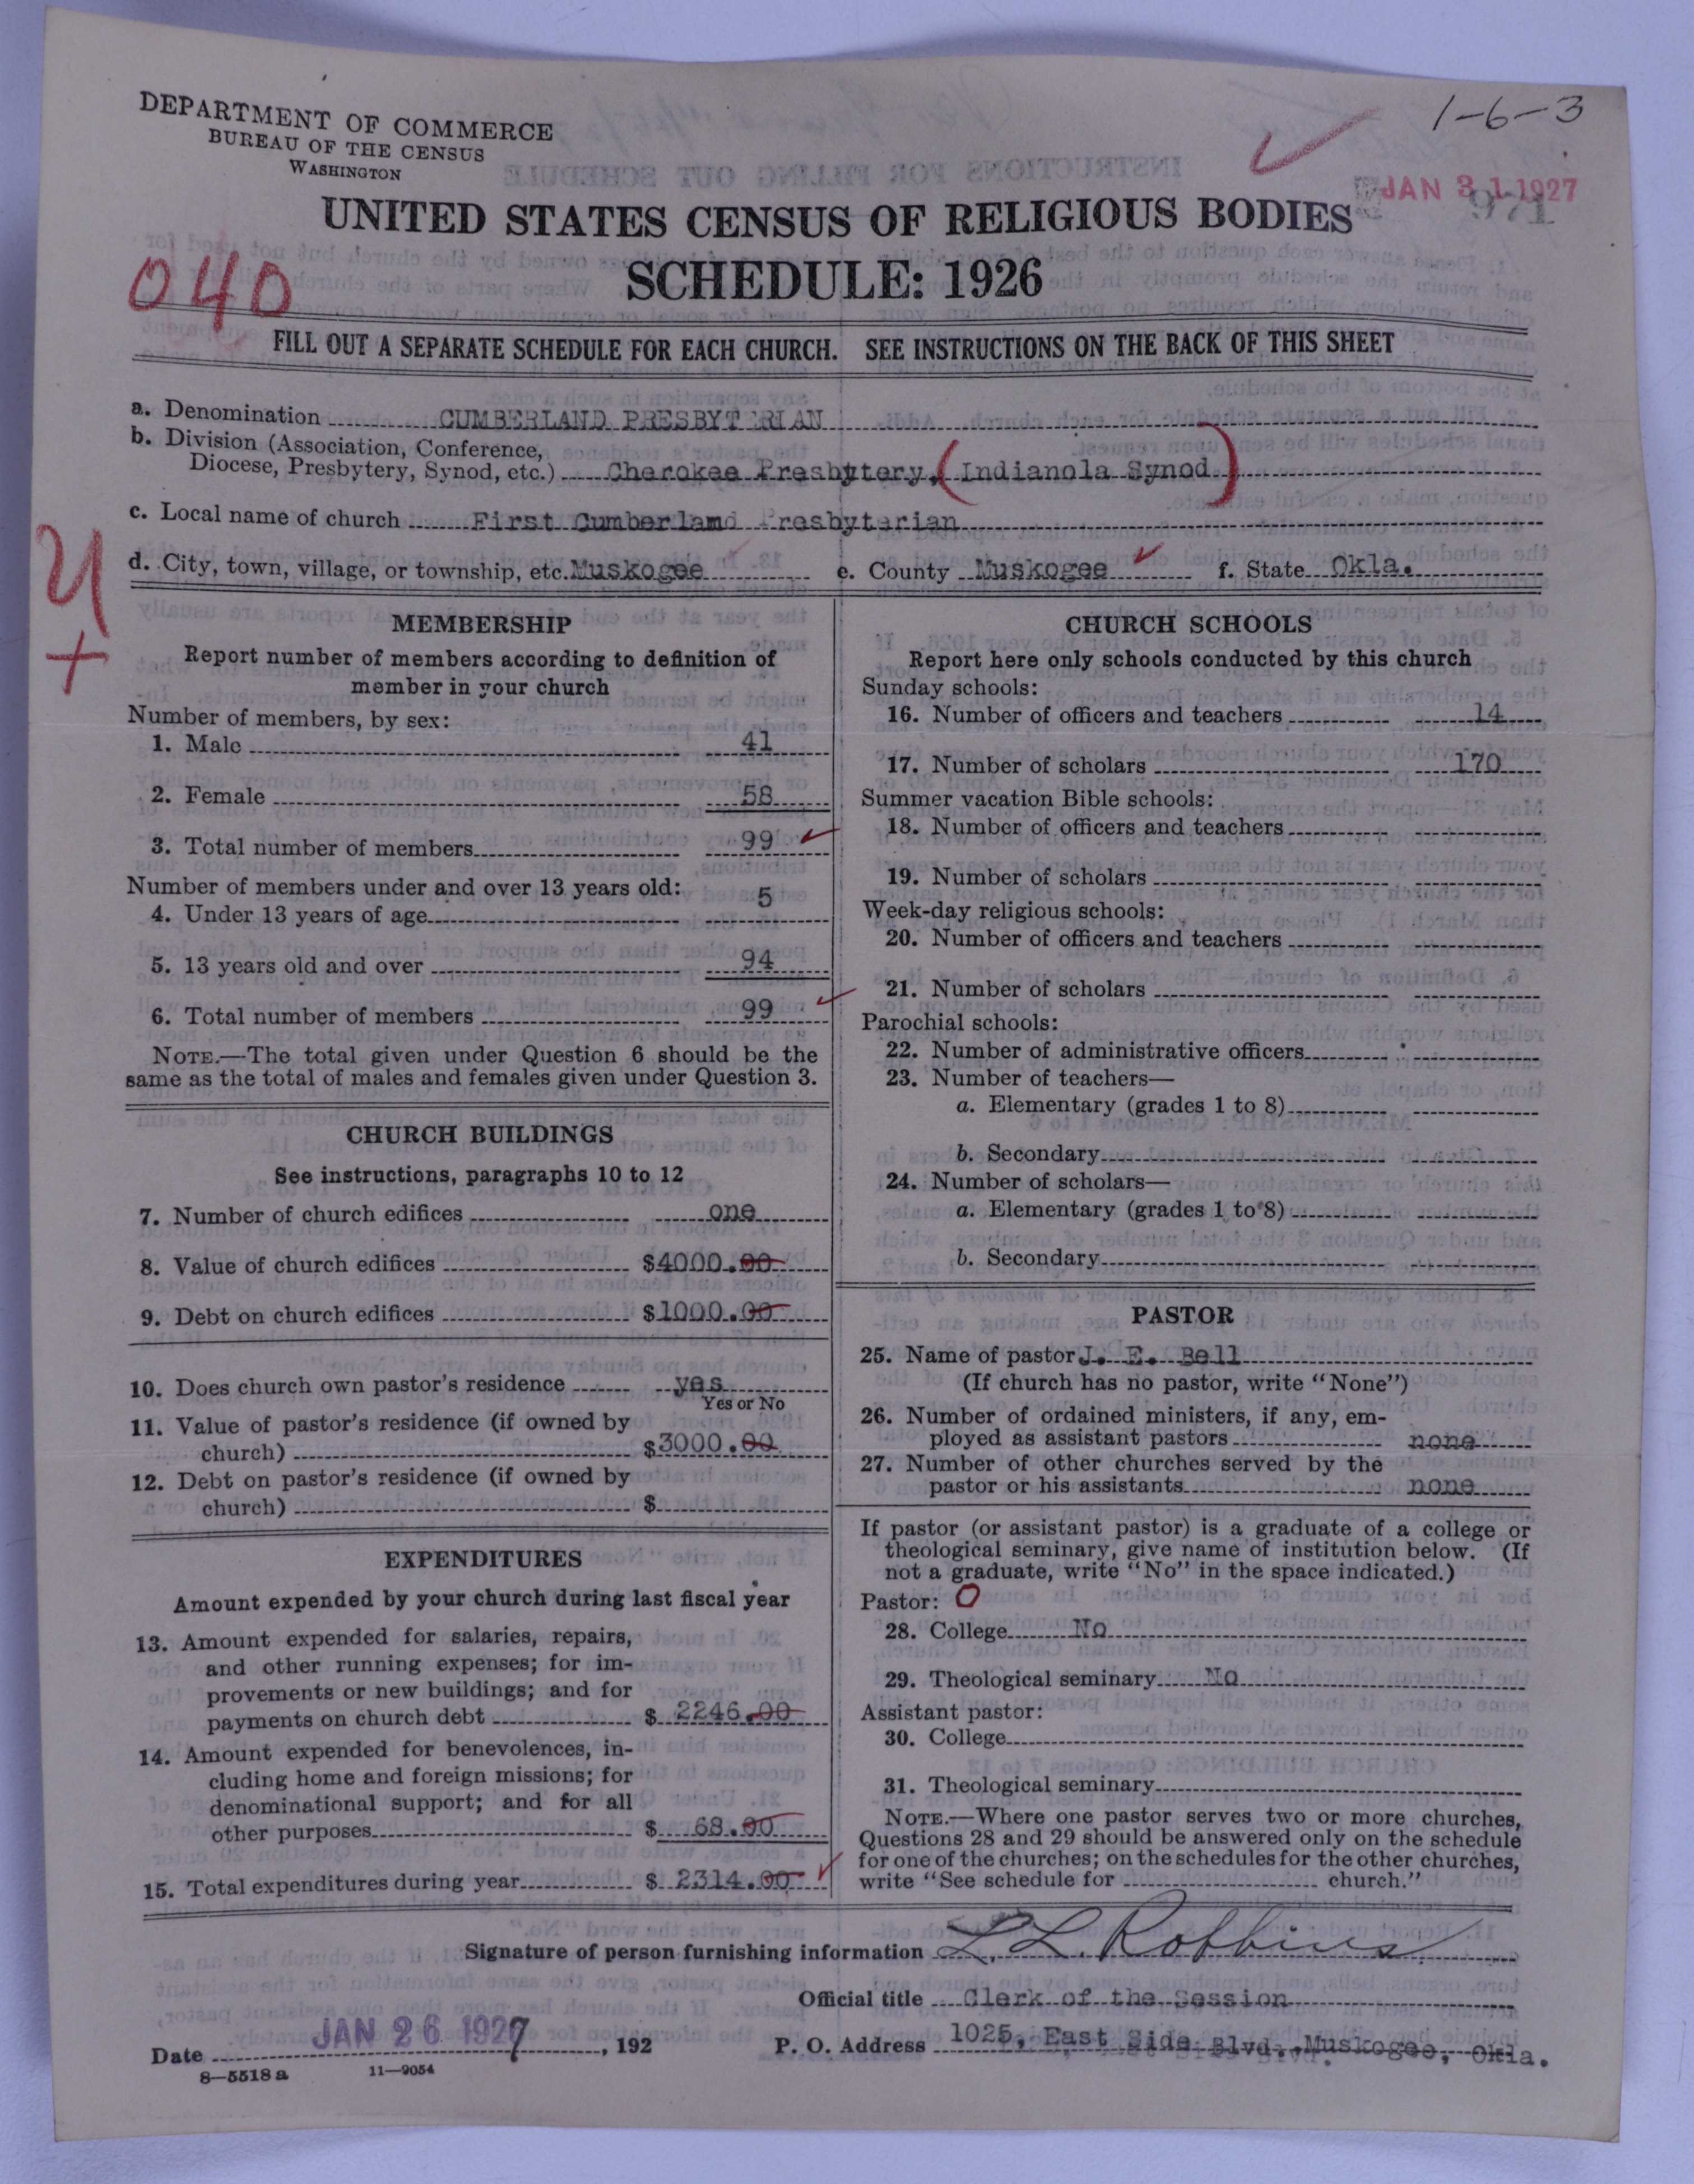 DEPARTMENT OF COMMERCE
BUREAU OF THE CENSUS
WASHINGTON
1-6-3
JAN 31 1927
971
UNITED STATES CENSUS OF RELIGIOUS BODIES
SCHEDULE: 1926
040
FILL OUT A SEPARATE SCHEDULE FOR EACH CHURCH. SEE INSTRUCTIONS ON THE BACK OF THIS SHEET
a. Denomination CUMBERLAND PRESBYT RIAN
b. Division (Association, Conference,
Diocese, Presbytery, Synod, etc.) Cherokee Presbytery, (Indianola Synod)
c. Local name of church First Cumberland Presbyterian
d. City, town, village, or township, etc. Muskogee e. County Muskogee f. State Okla.
MEMBERSHIP
Report number of members according to definition of
member in your church
Number of members, by sex:
1. Male 41
2. Female 58
3. Total number of members 99
Number of members under and over 13 years old:
4. Under 13 years of age 5
5. 13 years old and over 94
6. Total number of members 99
NOTE.—The total given under Question 6 should be the
same as the total of males and females given under Question 3.
CHURCH BUILDINGS
See instructions, paragraphs 10 to 12
7. Number of church edifices one
8. Value of church edifices $4000.00
9. Debt on church edifices $1000.00
10. Does church own pastor's residence yes
Yes or No
11. Value of pastor's residence (if owned by
church) $3000.00
12. Debt on pastor's residence (if owned by
church) $
EXPENDITURES
Amount expended by your church during last fiscal year
13. Amount expended for salaries, repairs,
and other running expenses; for im-
provements or new buildings; and for
payments on church debt $ 2246.00
14. Amount expended for benevolences, in-
cluding home and foreign missions; for
denominational support; and for all
other purposes $ 68.00
15. Total expenditures during year $ 2314.00
CHURCH SCHOOLS
Report here only schools conducted by this church
Sunday schools:
16. Number of officers and teachers 14
17. Number of scholars 170
Summer vacation Bible schools:
18. Number of officers and teachers
19. Number of scholars
Week-day religious schools:
20. Number of officers and teachers
21. Number of scholars
Parochial schools:
22. Number of administrative officers
23. Number of teachers—
a. Elementary (grades 1 to 8)
b. Secondary
24. Number of scholars—
a. Elementary (grades 1 to 8)
b. Secondary
PASTOR
25. Name of pastor J. E. Bell
(If church has no pastor, write "None")
26. Number of ordained ministers, if any, em-
ployed as assistant pastors none
27. Number of other churches served by the
pastor or his assistants none
If pastor (or assistant pastor) is a graduate of a college or
theological seminary, give name of institution below. (If
not a graduate, write "No" in the space indicated.)
Pastor: O
28. College No
29. Theological seminary No
Assistant pastor:
30. College
31. Theological seminary
NOTE.—Where one pastor serves two or more churches,
Questions 28 and 29 should be answered only on the schedule
for one of the churches; on the schedules for the other churches,
write "See schedule for church."
Signature of person furnishing information L. L. Robbins
Official title Clerk of the Session
Date JAN 26 1927, 192 P. O. Address 1025, East Side Blvd., Muskogee, Okla.
8—5518a 11—9054